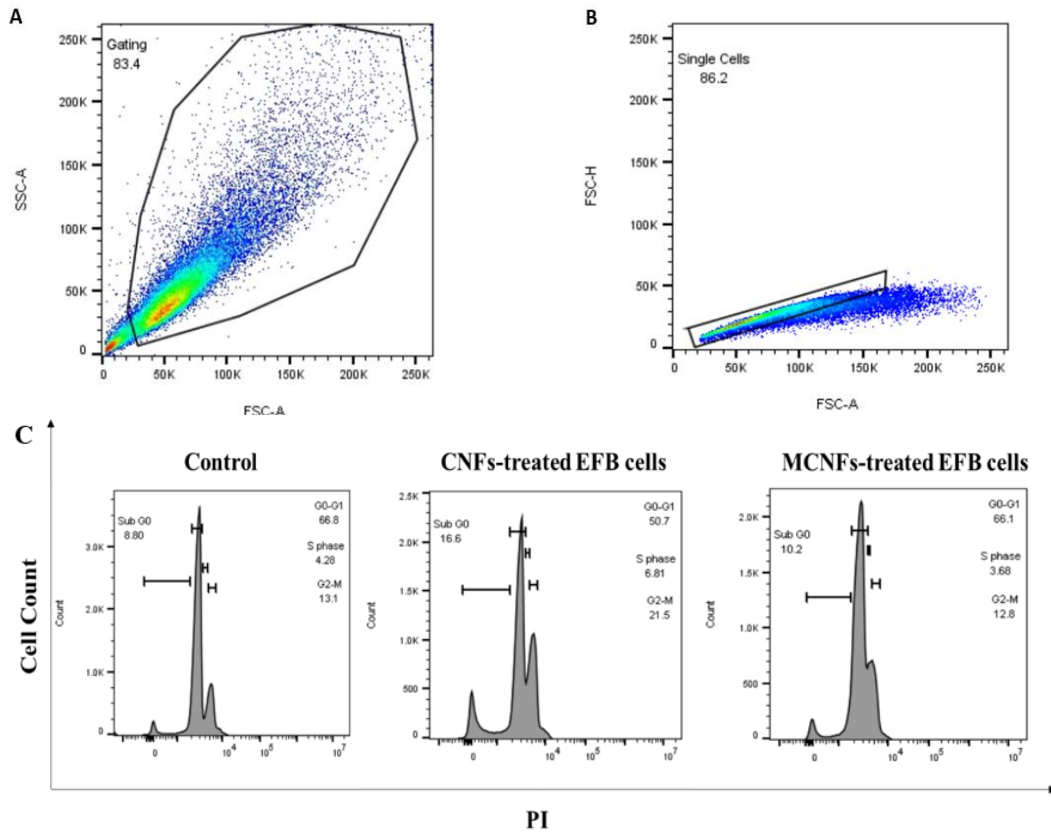 A
Gating
83.4
250K
200K
150K
100K
50K
0
SSC-A
0
50K
100K
150K
200K
250K
FSC-A
B
Single Cells
86.2
250K
200K
150K
100K
50K
0
FSC-H
0
50K
100K
150K
200K
250K
FSC-A
C
Cell Count
Control
Sub G0
8.80
G0-G1
66.8
S phase
4.28
G2-M
13.1
3.0K
2.0K
1.0K
0
Count
0
10^4
10^5
10^7
CNFs-treated EFB cells
Sub G0
16.6
G0-G1
50.7
S phase
6.81
G2-M
21.5
2.5K
2.0K
1.5K
1.0K
500
0
Count
0
10^4
10^5
10^7
MCNFs-treated EFB cells
Sub G0
10.2
G0-G1
66.1
S phase
3.68
G2-M
12.8
2.0K
1.5K
1.0K
500
0
Count
0
10^4
10^5
10^7
PI